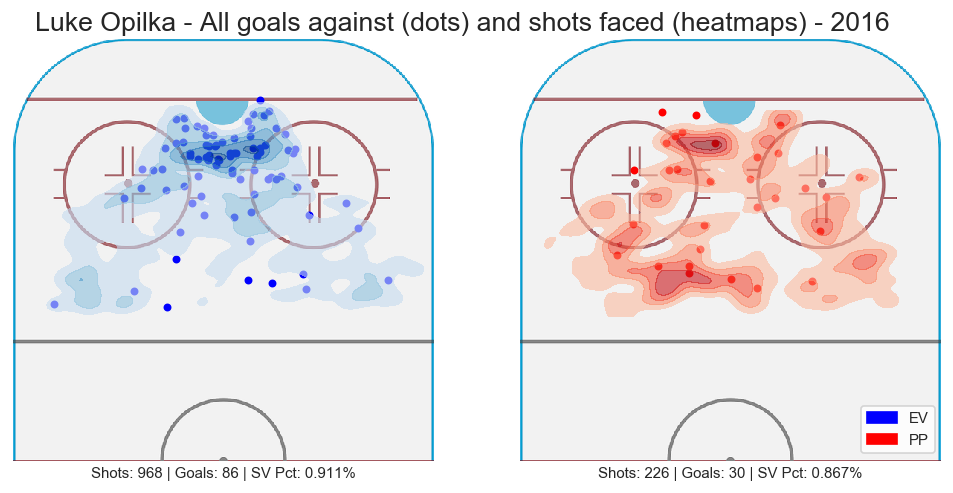 Luke Opilka - All goals against (dots) and shots faced (heatmaps) - 2016
EV
PP
Shots: 968 | Goals: 86 | SV Pct: 0.911%
Shots: 226 | Goals: 30 | SV Pct: 0.867%